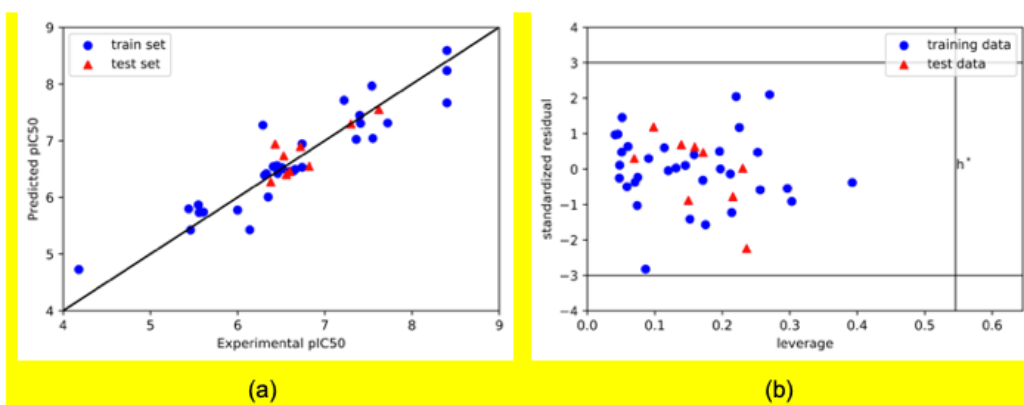 train set
test set
9
8
7
6
5
4
4 5 6 7 8 9
Predicted pIC50
Experimental pIC50
(a)
training data
test data
4
3
2
1
0
−1
−2
−3
−4
0.0 0.1 0.2 0.3 0.4 0.5 0.6
standardized residual
h*
leverage
(b)